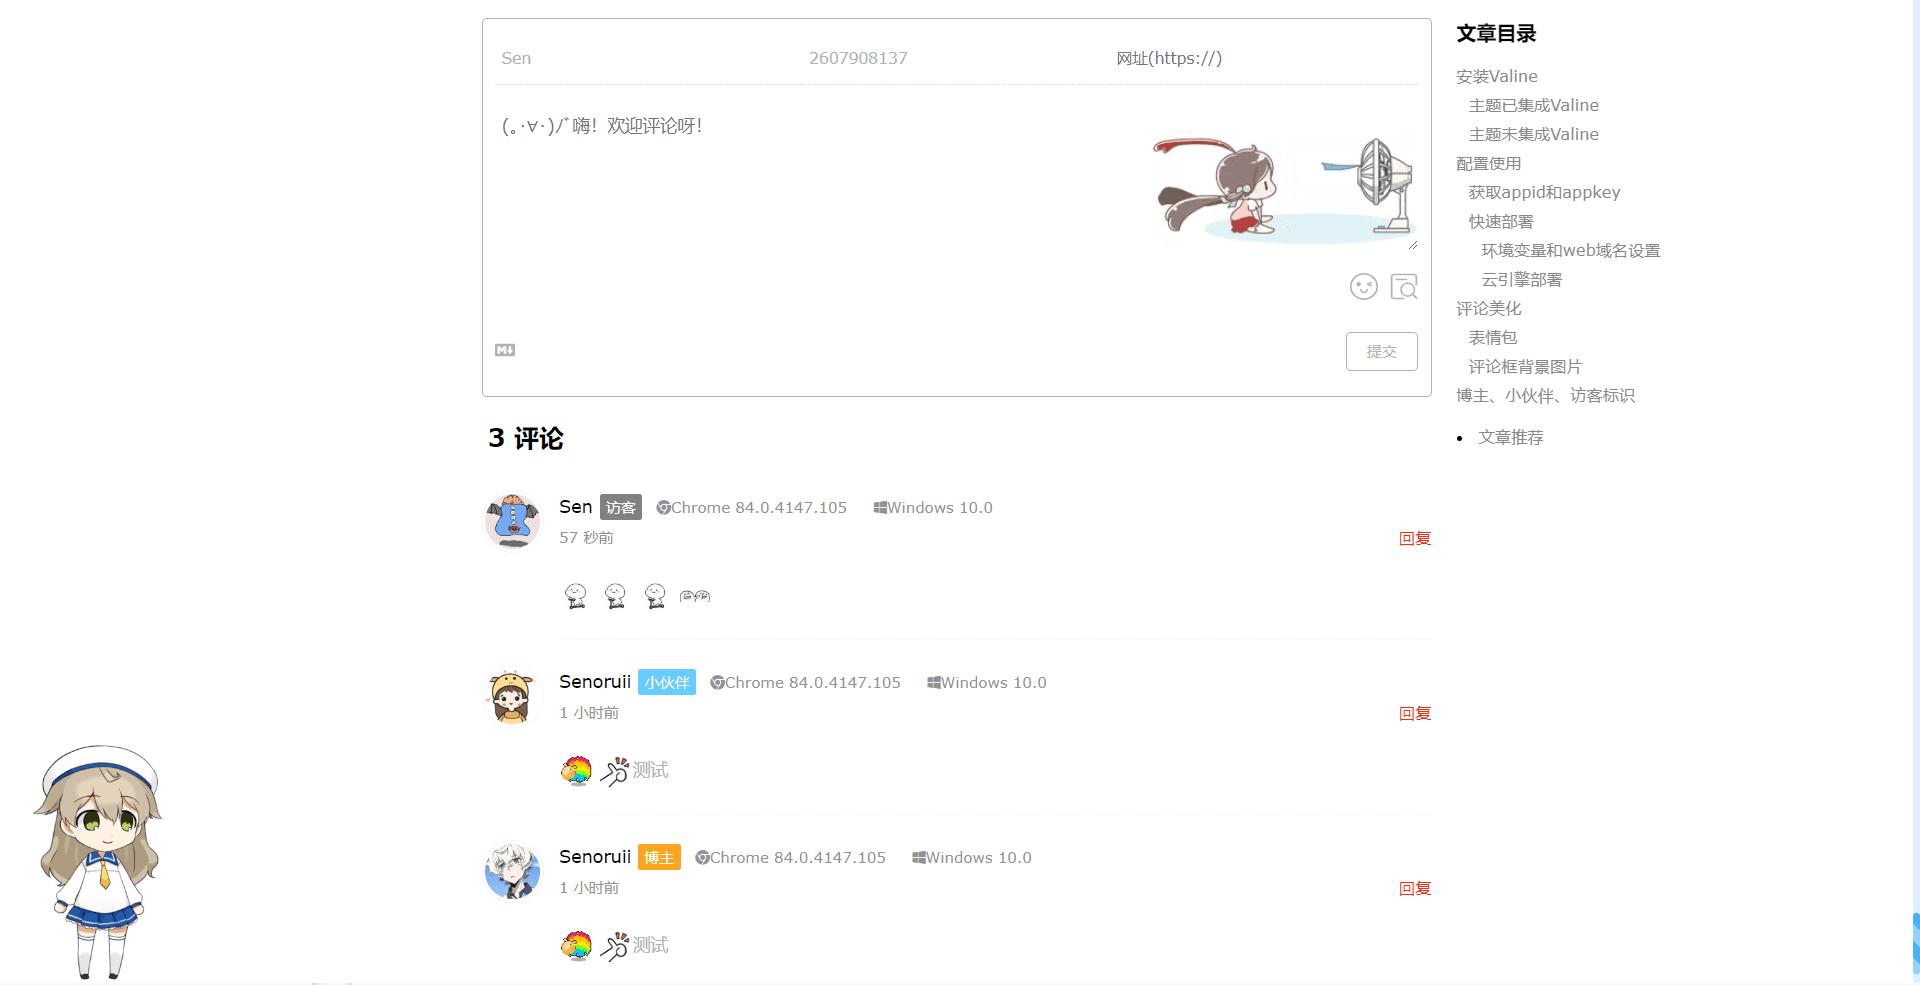 Sen 2607908137 网址(https://)
(｡･∀･)ﾉﾞ嗨！欢迎评论呀！
M↓
提交
3 评论
Sen 访客 Chrome 84.0.4147.105 Windows 10.0
57 秒前 回复
Senoruii 小伙伴 Chrome 84.0.4147.105 Windows 10.0
1 小时前 回复
测试
Senoruii 博主 Chrome 84.0.4147.105 Windows 10.0
1 小时前 回复
测试
文章目录
安装Valine
主题已集成Valine
主题未集成Valine
配置使用
获取appid和appkey
快速部署
环境变量和web域名设置
云引擎部署
评论美化
表情包
评论框背景图片
博主、小伙伴、访客标识
文章推荐